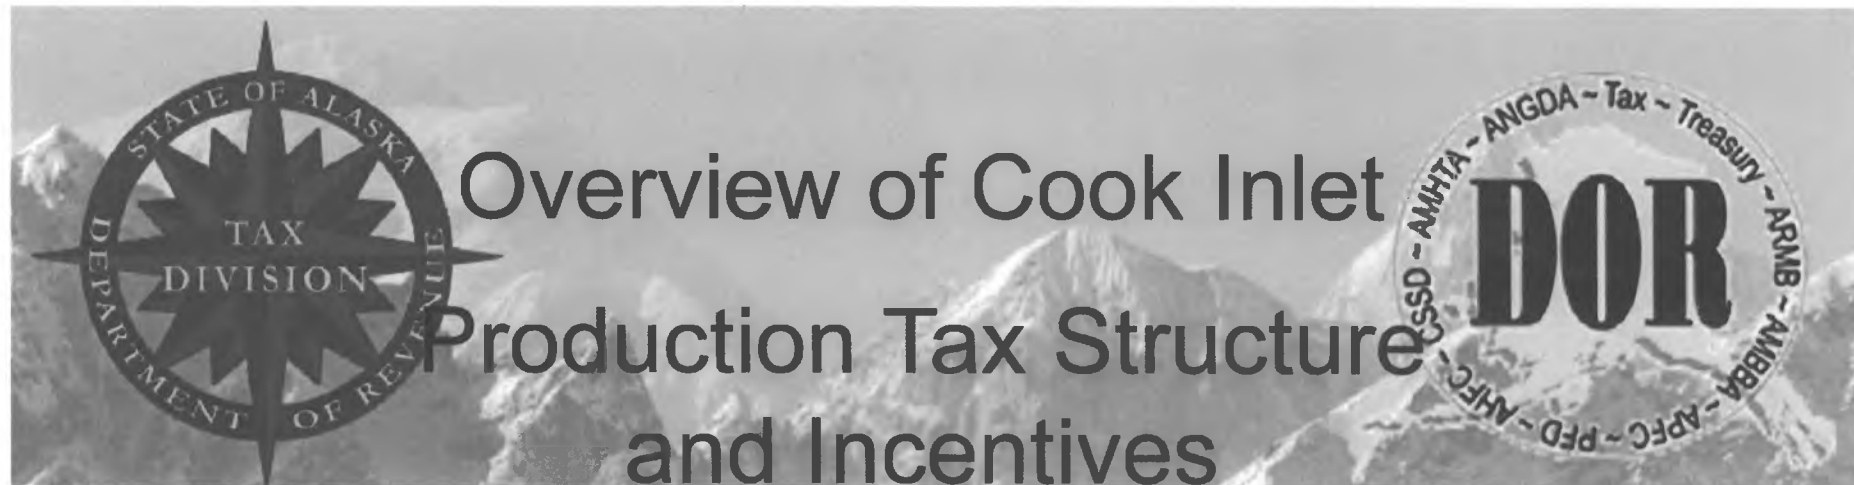 STATE OF ALASKA
TAX
DIVISION
DEPARTMENT OF REVENUE
Overview of Cook Inlet
Production Tax Structure
and Incentives
CSSD ~ AMHTA ~ ANGDA ~ Tax ~ Treasury ~ ARMB ~ AMBBA ~ APFC ~ PFD ~ AHFC ~
DOR